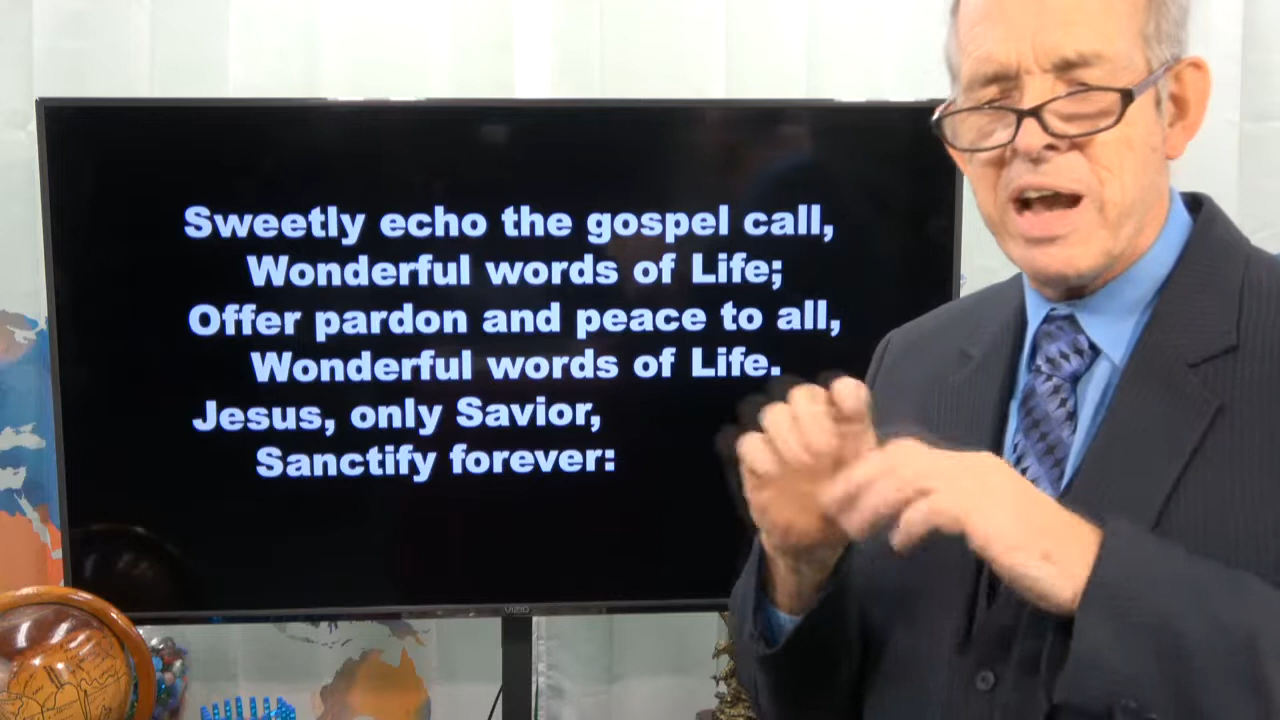 Sweetly echo the gospel call,
Wonderful words of Life;
Offer pardon and peace to all,
Wonderful words of Life.
Jesus, only Savior,
Sanctify forever:
VIZIO